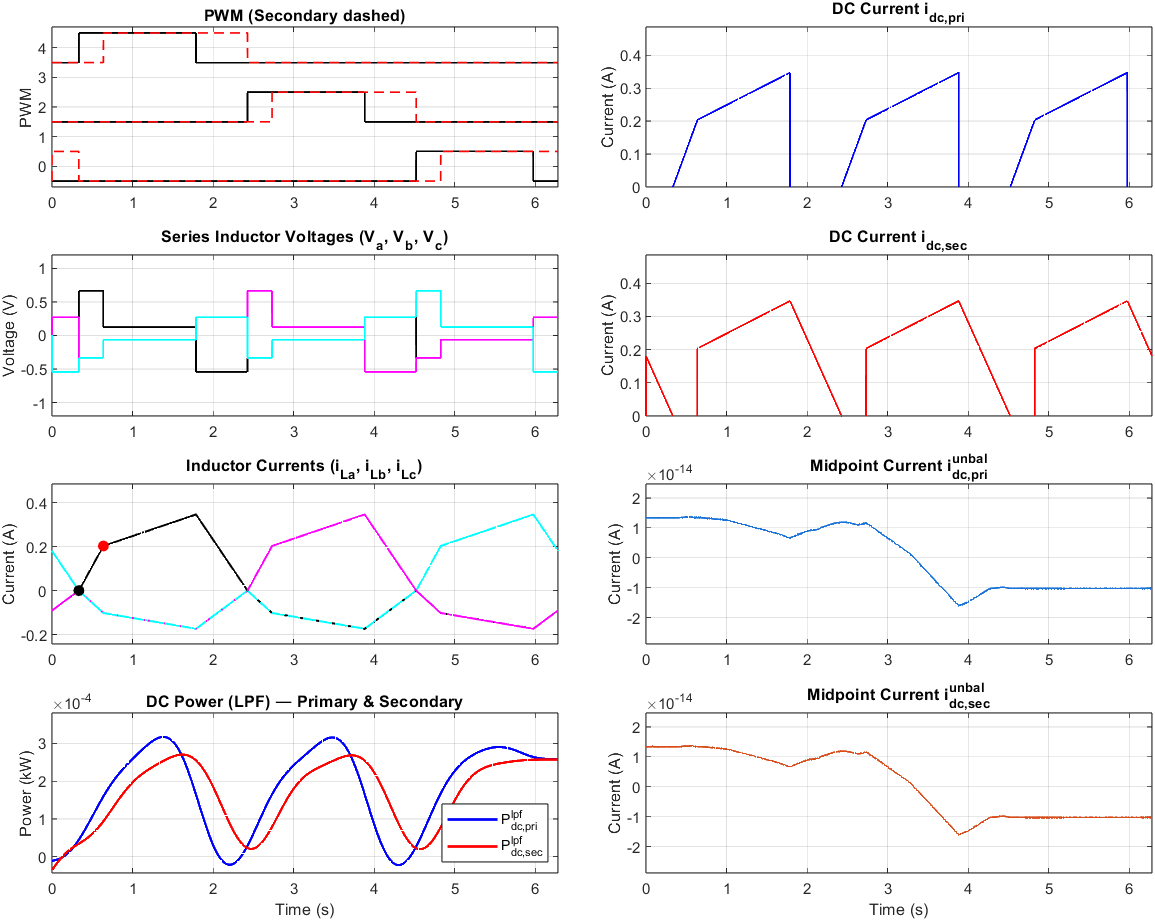 PWM (Secondary dashed)
PWM
4
3
2
1
0
0 1 2 3 4 5 6
DC Current i_dc,pri
Current (A)
0.4
0.3
0.2
0.1
0
0 1 2 3 4 5 6
Series Inductor Voltages (V_a, V_b, V_c)
Voltage (V)
1
0.5
0
-0.5
-1
0 1 2 3 4 5 6
DC Current i_dc,sec
Current (A)
0.4
0.3
0.2
0.1
0
0 1 2 3 4 5 6
Inductor Currents (i_La, i_Lb, i_Lc)
Current (A)
0.4
0.2
0
-0.2
0 1 2 3 4 5 6
Midpoint Current i^unbal_dc,pri
×10^-14
Current (A)
2
1
0
-1
-2
0 1 2 3 4 5 6
DC Power (LPF) — Primary & Secondary
×10^-4
Power (kW)
3
2
1
0
P^lpf_dc,pri
P^lpf_dc,sec
0 1 2 3 4 5 6
Time (s)
Midpoint Current i^unbal_dc,sec
×10^-14
Current (A)
2
1
0
-1
-2
0 1 2 3 4 5 6
Time (s)